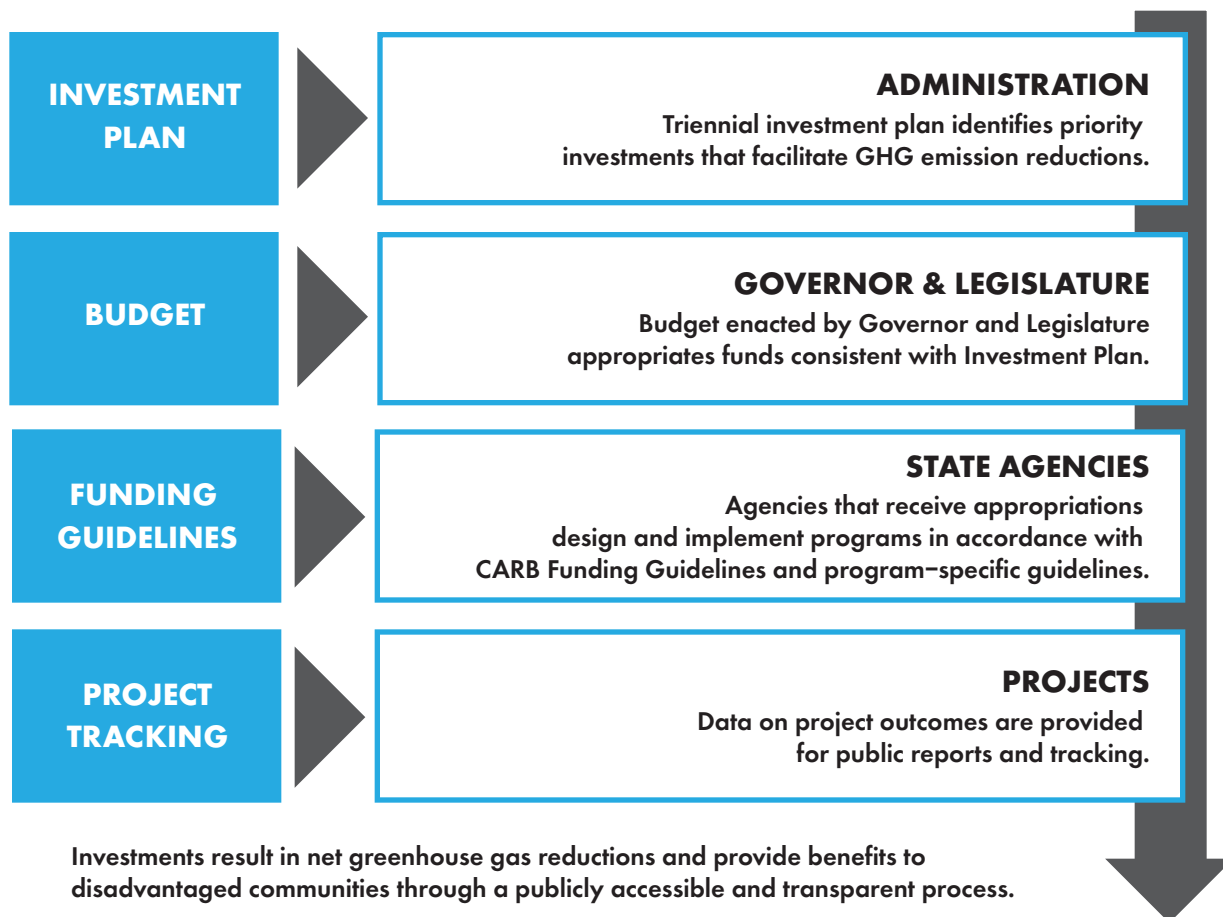 INVESTMENT
PLAN
ADMINISTRATION
Triennial investment plan identifies priority
investments that facilitate GHG emission reductions.
BUDGET
GOVERNOR & LEGISLATURE
Budget enacted by Governor and Legislature
appropriates funds consistent with Investment Plan.
FUNDING
GUIDELINES
STATE AGENCIES
Agencies that receive appropriations
design and implement programs in accordance with
CARB Funding Guidelines and program–specific guidelines.
PROJECT
TRACKING
PROJECTS
Data on project outcomes are provided
for public reports and tracking.
Investments result in net greenhouse gas reductions and provide benefits to
disadvantaged communities through a publicly accessible and transparent process.